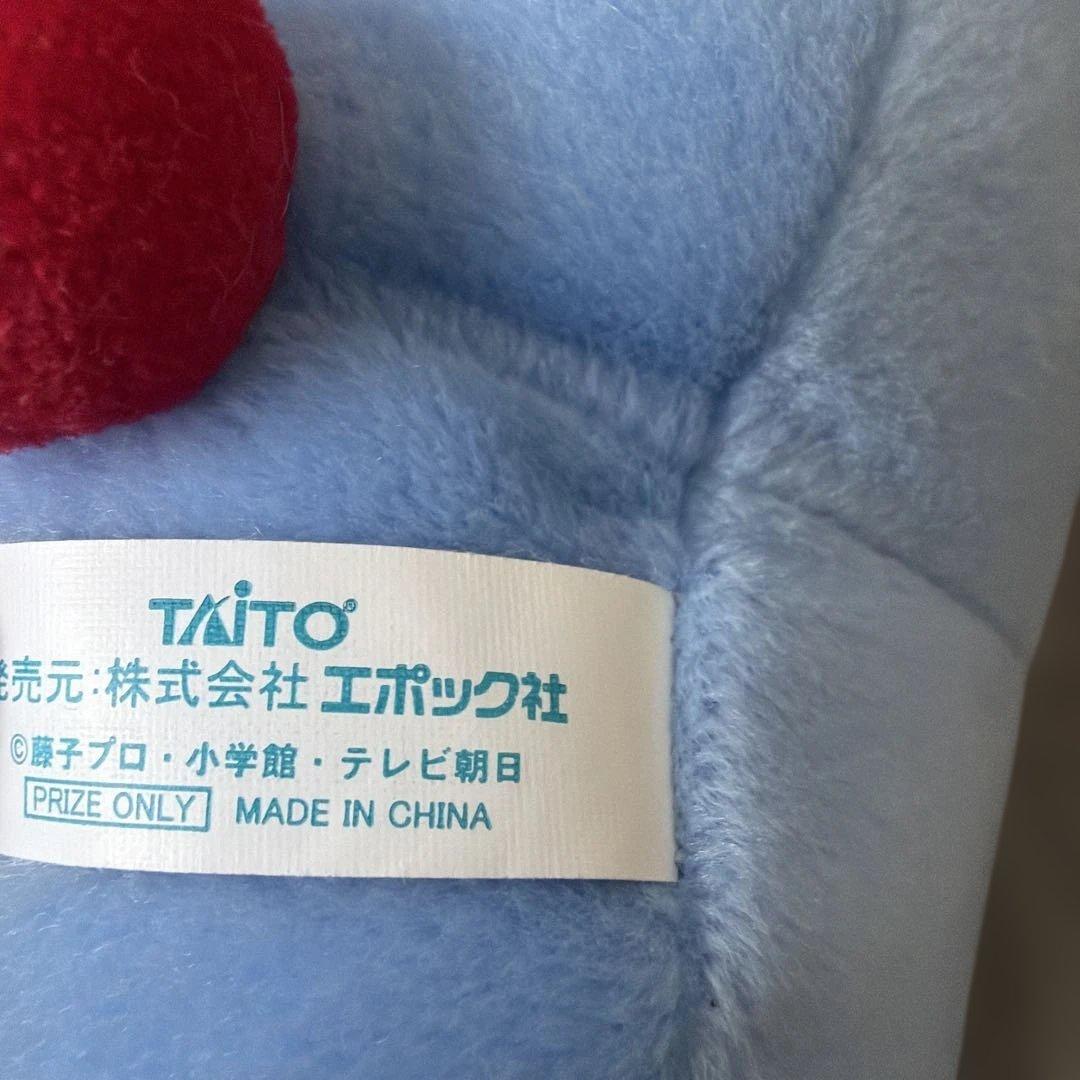 TAiTO®
発売元:株式会社 エポック社
©藤子プロ・小学館・テレビ朝日
PRIZE ONLY MADE IN CHINA